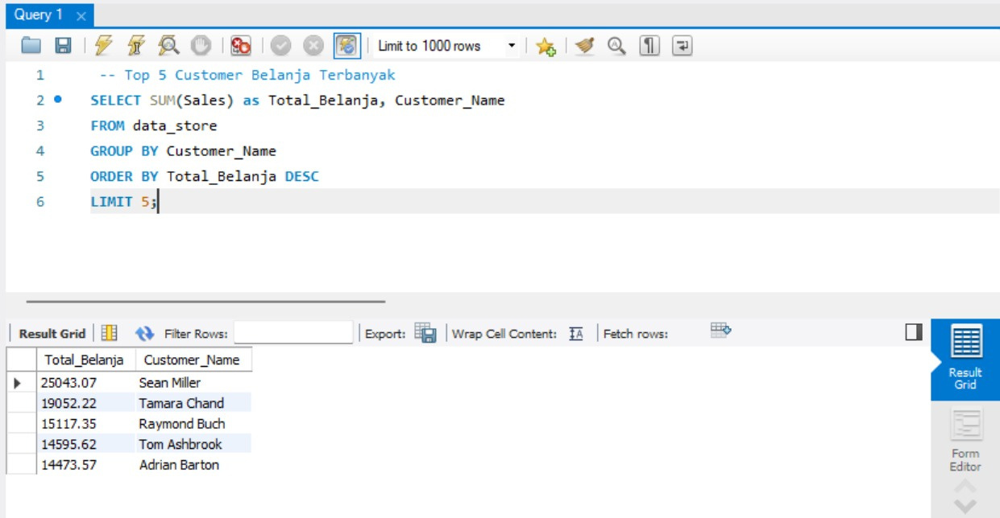 Query 1
Limit to 1000 rows
1 -- Top 5 Customer Belanja Terbanyak
2 SELECT SUM(Sales) as Total_Belanja, Customer_Name
3 FROM data_store
4 GROUP BY Customer_Name
5 ORDER BY Total_Belanja DESC
6 LIMIT 5;
Result Grid Filter Rows: Export: Wrap Cell Content: Fetch rows:
Total_Belanja Customer_Name
25043.07 Sean Miller
19052.22 Tamara Chand
15117.35 Raymond Buch
14595.62 Tom Ashbrook
14473.57 Adrian Barton
Result
Grid
Form
Editor